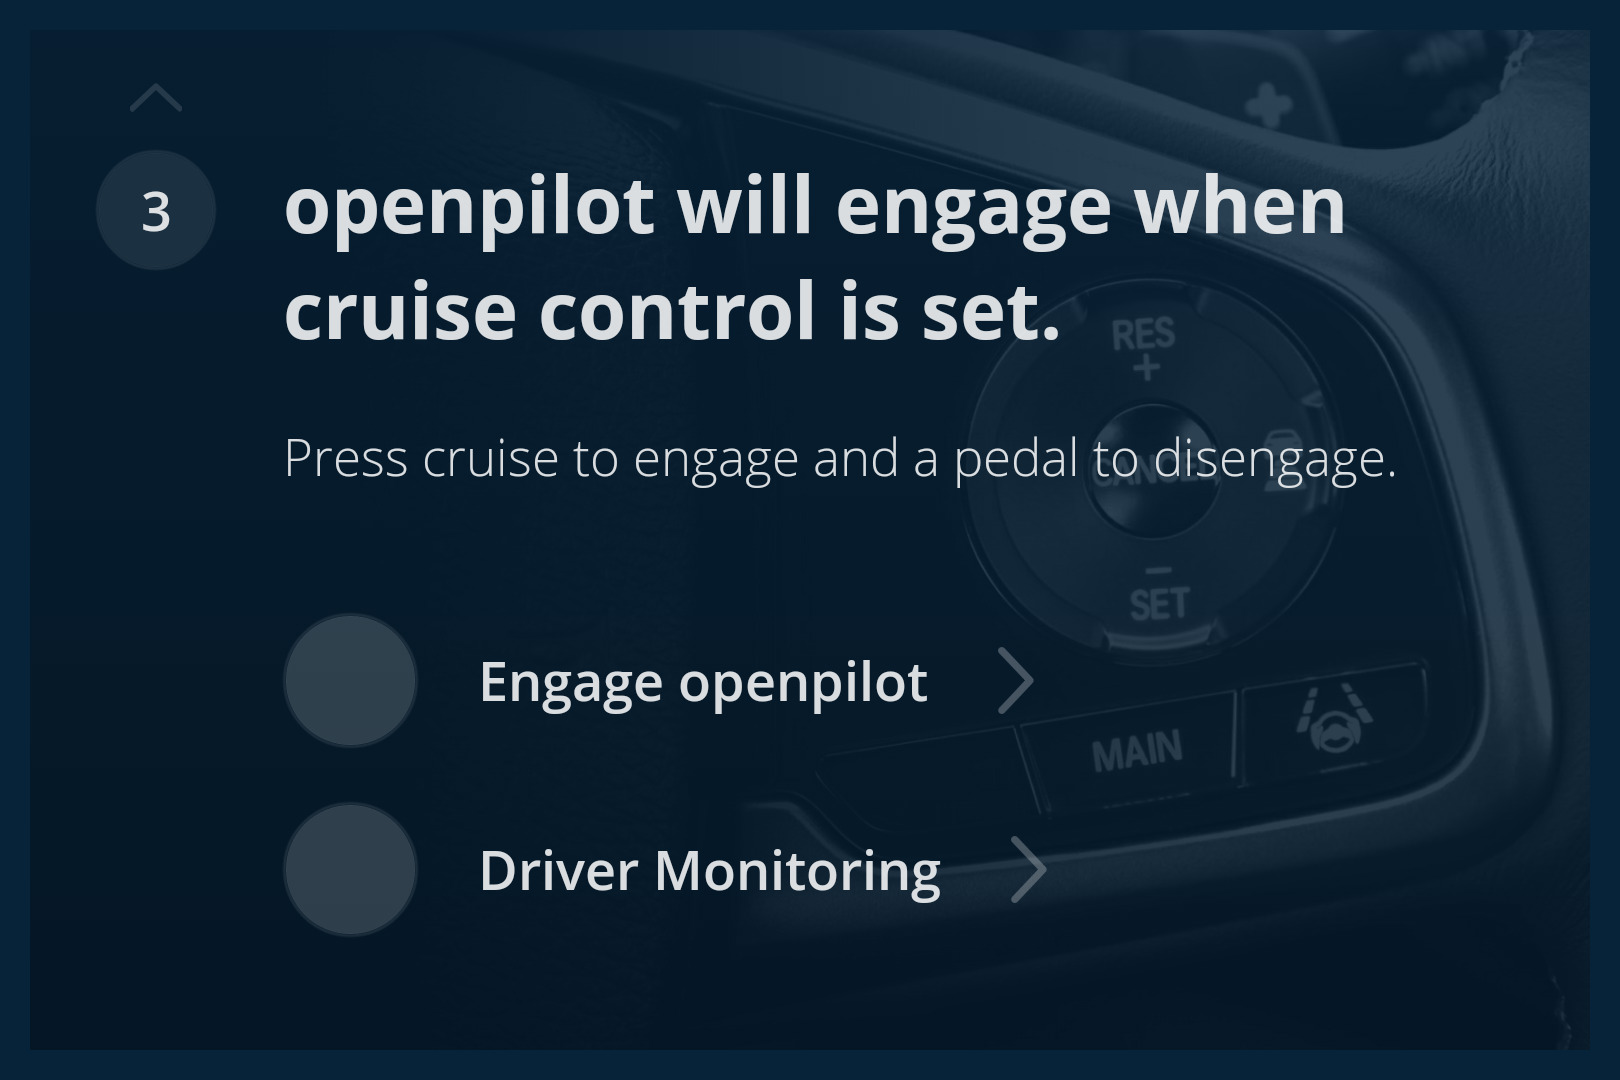 3
openpilot will engage when
cruise control is set.
RES
+
Press cruise to engage and a pedal to disengage.
CANCEL
–
SET
Engage openpilot
MAIN
Driver Monitoring